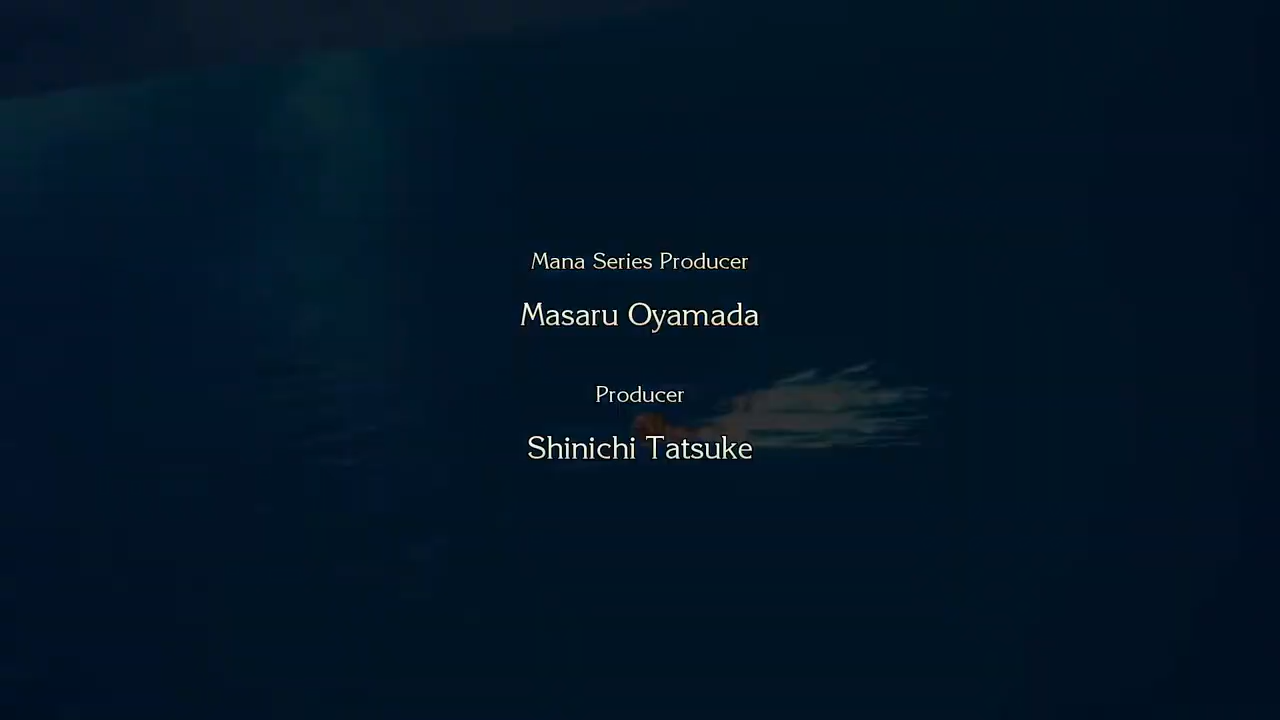 Mana Series Producer
Masaru Oyamada
Producer
Shinichi Tatsuke